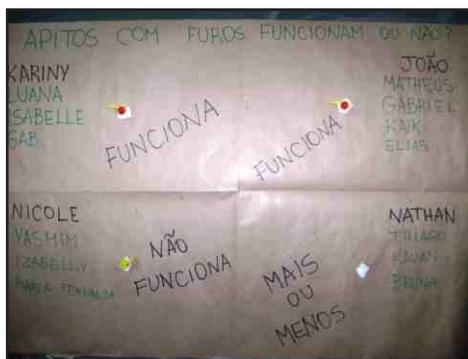 APITOS COM FUROS FUNCIONAM OU NÃO?
KARINY
LUANA
ISABELLE
GAB
FUNCIONA
JOÃO
MATHEUS
GABRIEL
KAIK
ELIAS
FUNCIONA
NICOLE
YASMIM
IZABELLY
MARIA FERNANDA
NÃO
FUNCIONA
NATHAN
THIAGO
KAUAN
BRUNA
MAIS
OU
MENOS